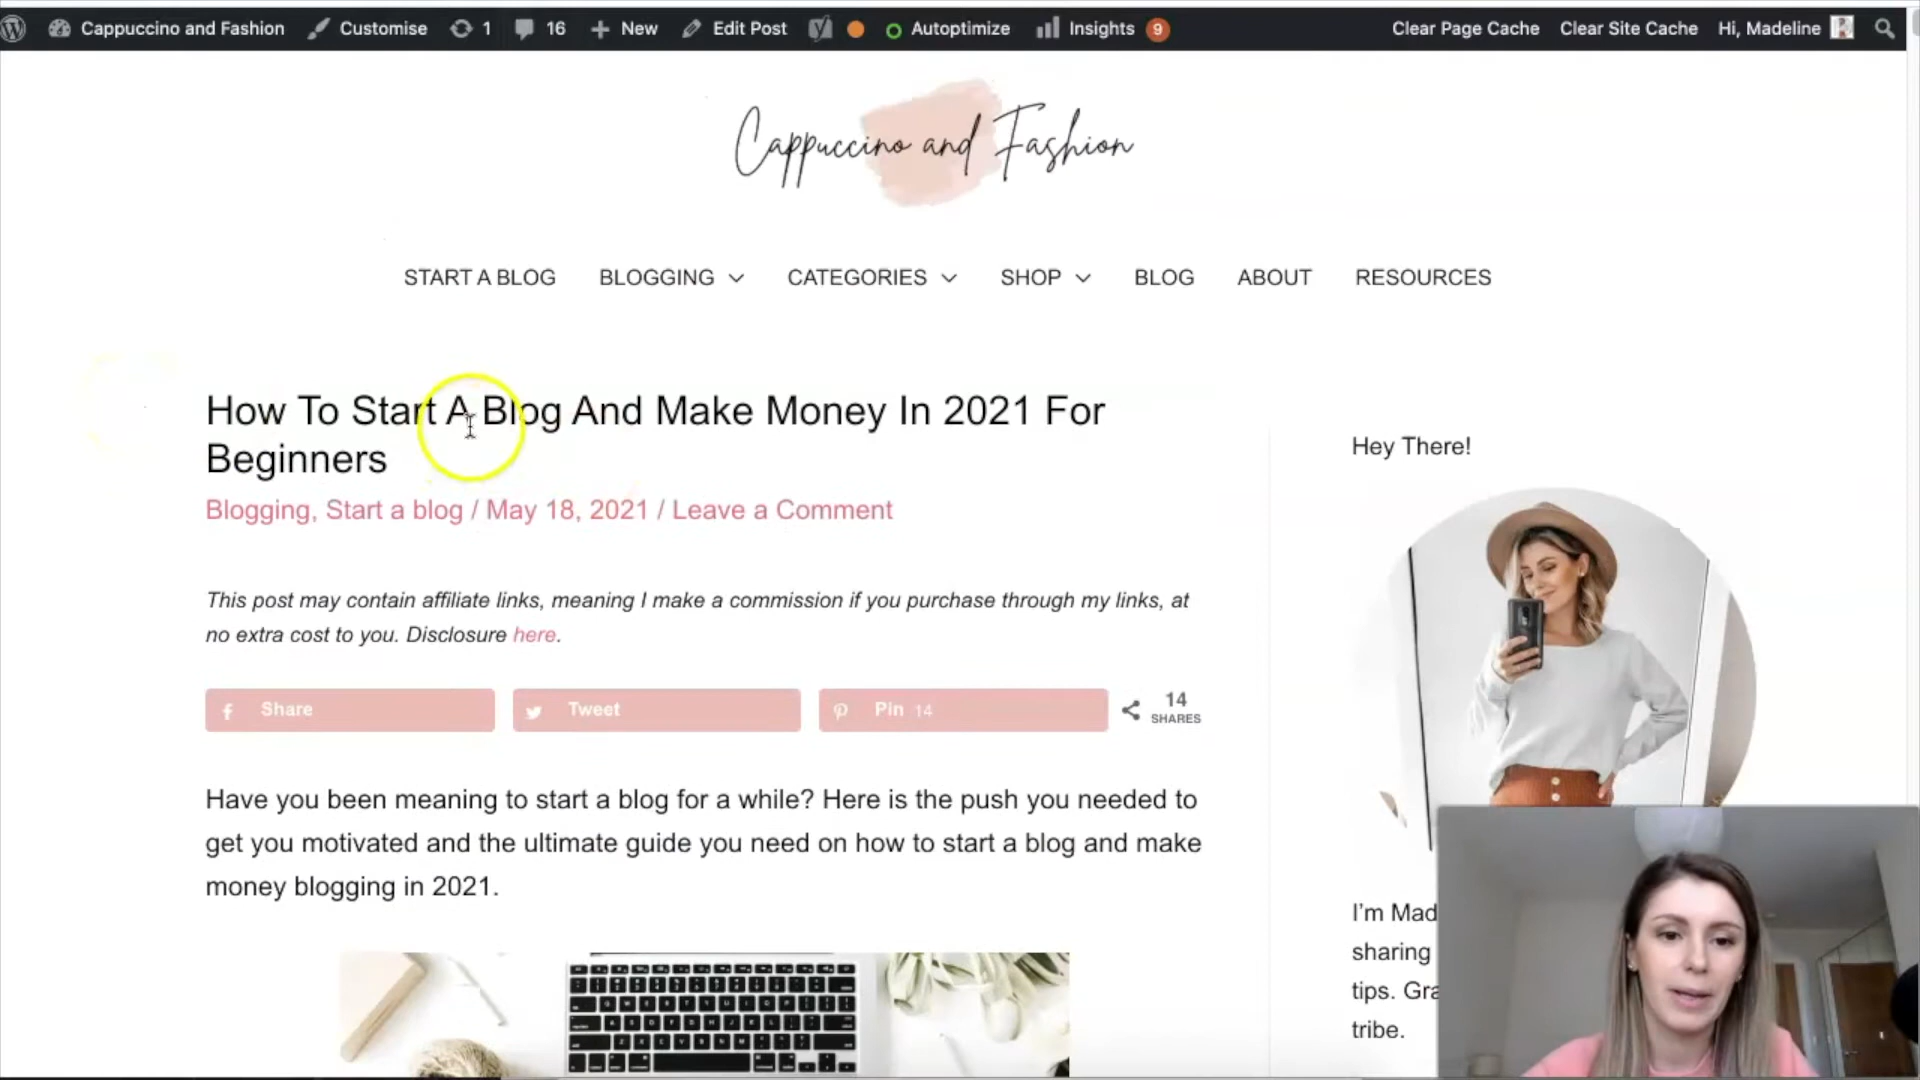 Cappuccino and Fashion Customise 1 16 New Edit Post Autoptimize Insights 9 Clear Page Cache Clear Site Cache Hi, Madeline
Cappuccino and Fashion
START A BLOG BLOGGING CATEGORIES SHOP BLOG ABOUT RESOURCES
How To Start A Blog And Make Money In 2021 For
Beginners
Blogging, Start a blog / May 18, 2021 / Leave a Comment
This post may contain affiliate links, meaning I make a commission if you purchase through my links, at
no extra cost to you. Disclosure here.
Share
Tweet
Pin 14
14
SHARES
Have you been meaning to start a blog for a while? Here is the push you needed to
get you motivated and the ultimate guide you need on how to start a blog and make
money blogging in 2021.
Hey There!
I'm Mad
sharing
tips. Gra
tribe.